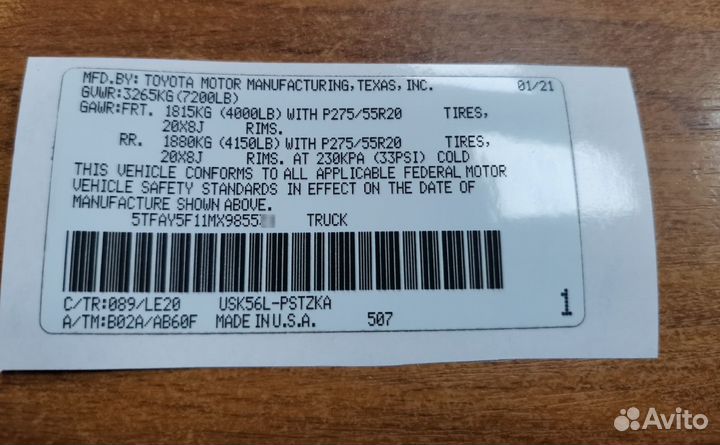 MFD.BY: TOYOTA MOTOR MANUFACTURING,TEXAS, INC. 01/21
GVWR:3265KG(7200LB)
GAWR:FRT. 1815KG (4000LB) WITH P275/55R20 TIRES,
20X8J RIMS.
RR. 1880KG (4150LB) WITH P275/55R20 TIRES,
20X8J RIMS. AT 230KPA (33PSI) COLD
THIS VEHICLE CONFORMS TO ALL APPLICABLE FEDERAL MOTOR
VEHICLE SAFETY STANDARDS IN EFFECT ON THE DATE OF
MANUFACTURE SHOWN ABOVE.
5TFAY5F11MX9855 TRUCK
C/TR:089/LE20 USK56L-PSTZKA
A/TM:B02A/AB60F MADE IN U.S.A. 507 1
Avito